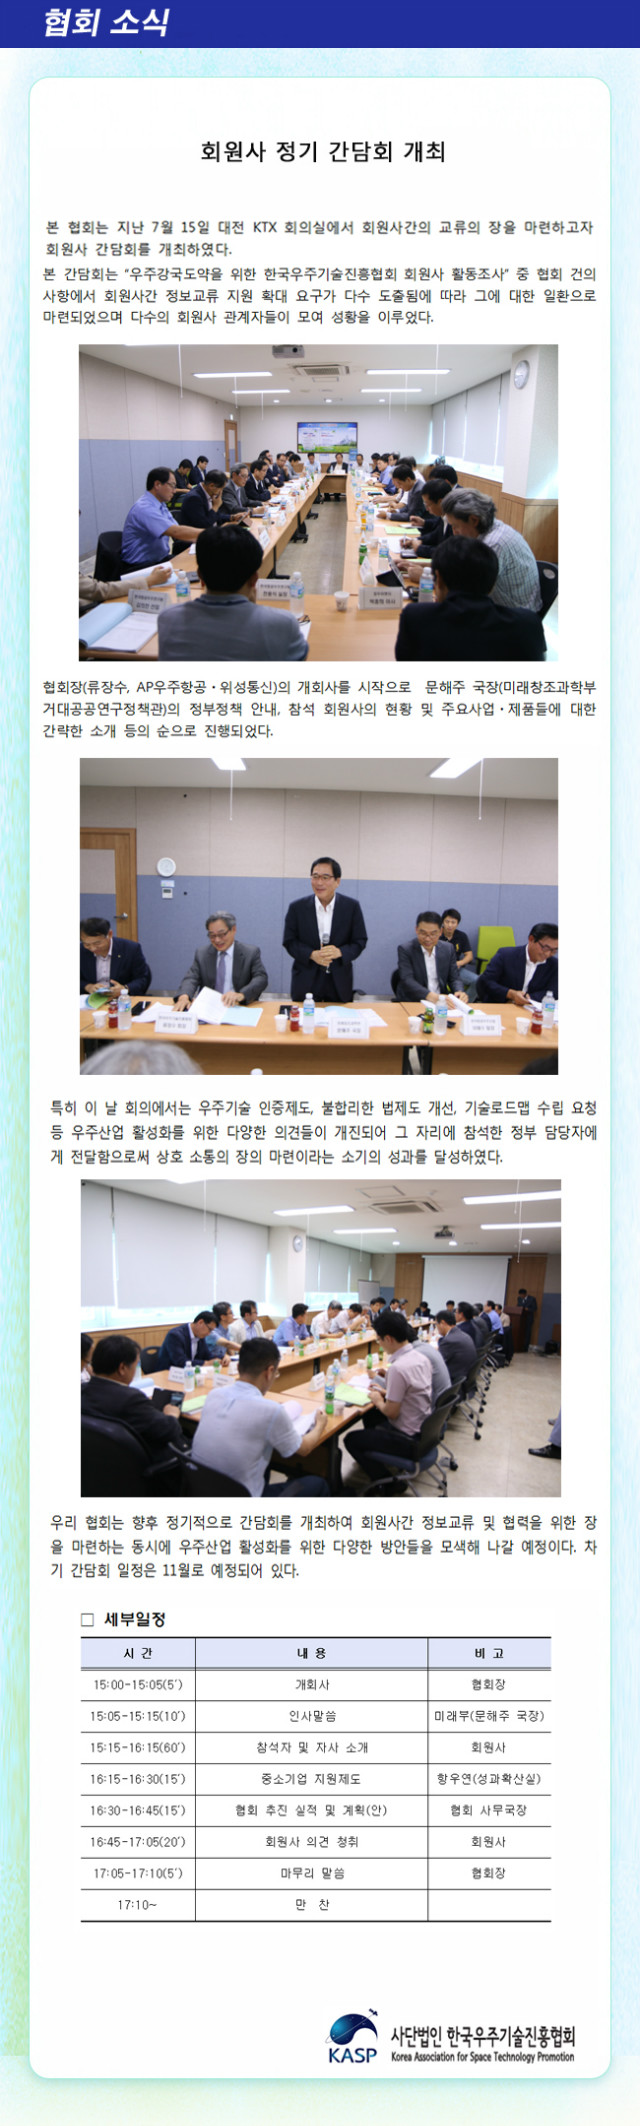 협회 소식
회원사 정기 간담회 개최
본 협회는 지난 7월 15일 대전 KTX 회의실에서 회원사간의 교류의 장을 마련하고자
회원사 간담회를 개최하였다.
본 간담회는 "우주강국도약을 위한 한국우주기술진흥협회 회원사 활동조사" 중 협회 건의
사항에서 회원사간 정보교류 지원 확대 요구가 다수 도출됨에 따라 그에 대한 일환으로
마련되었으며 다수의 회원사 관계자들이 모여 성황을 이루었다.
협회장(류장수, AP우주항공・위성통신)의 개회사를 시작으로 문해주 국장(미래창조과학부
거대공공연구정책관)의 정부정책 안내, 참석 회원사의 현황 및 주요사업・제품들에 대한
간략한 소개 등의 순으로 진행되었다.
특히 이 날 회의에서는 우주기술 인증제도, 불합리한 법제도 개선, 기술로드맵 수립 요청
등 우주산업 활성화를 위한 다양한 의견들이 개진되어 그 자리에 참석한 정부 담당자에
게 전달함으로써 상호 소통의 장의 마련이라는 소기의 성과를 달성하였다.
우리 협회는 향후 정기적으로 간담회를 개최하여 회원사간 정보교류 및 협력을 위한 장
을 마련하는 동시에 우주산업 활성화를 위한 다양한 방안들을 모색해 나갈 예정이다. 차
기 간담회 일정은 11월로 예정되어 있다.
□ 세부일정
시 간 내 용 비 고
15:00-15:05(5′) 개회사 협회장
15:05-15:15(10′) 인사말씀 미래부(문해주 국장)
15:15-16:15(60′) 참석자 및 자사 소개 회원사
16:15-16:30(15′) 중소기업 지원제도 항우연(성과확산실)
16:30-16:45(15′) 협회 추진 실적 및 계획(안) 협회 사무국장
16:45-17:05(20′) 회원사 의견 청취 회원사
17:05-17:10(5′) 마무리 말씀 협회장
17:10~ 만 찬
KASP
사단법인 한국우주기술진흥협회
Korea Association for Space Technology Promotion